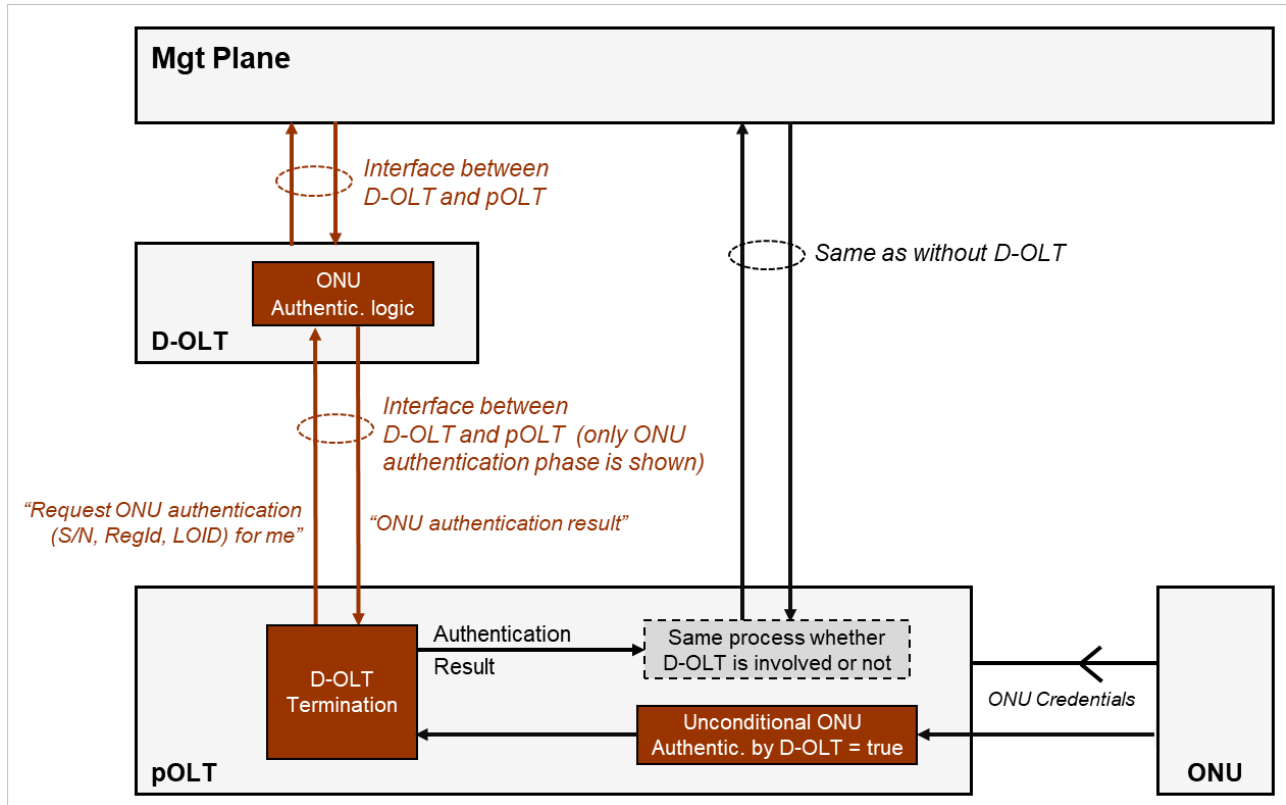 Mgt Plane
Interface between
D-OLT and pOLT
Same as without D-OLT
ONU
Authentic. logic
D-OLT
Interface between
D-OLT and pOLT (only ONU
authentication phase is shown)
“Request ONU authentication
(S/N, RegId, LOID) for me”
“ONU authentication result”
Authentication
Result
Same process whether
D-OLT is involved or not
D-OLT
Termination
ONU Credentials
Unconditional ONU
Authentic. by D-OLT = true
pOLT
ONU